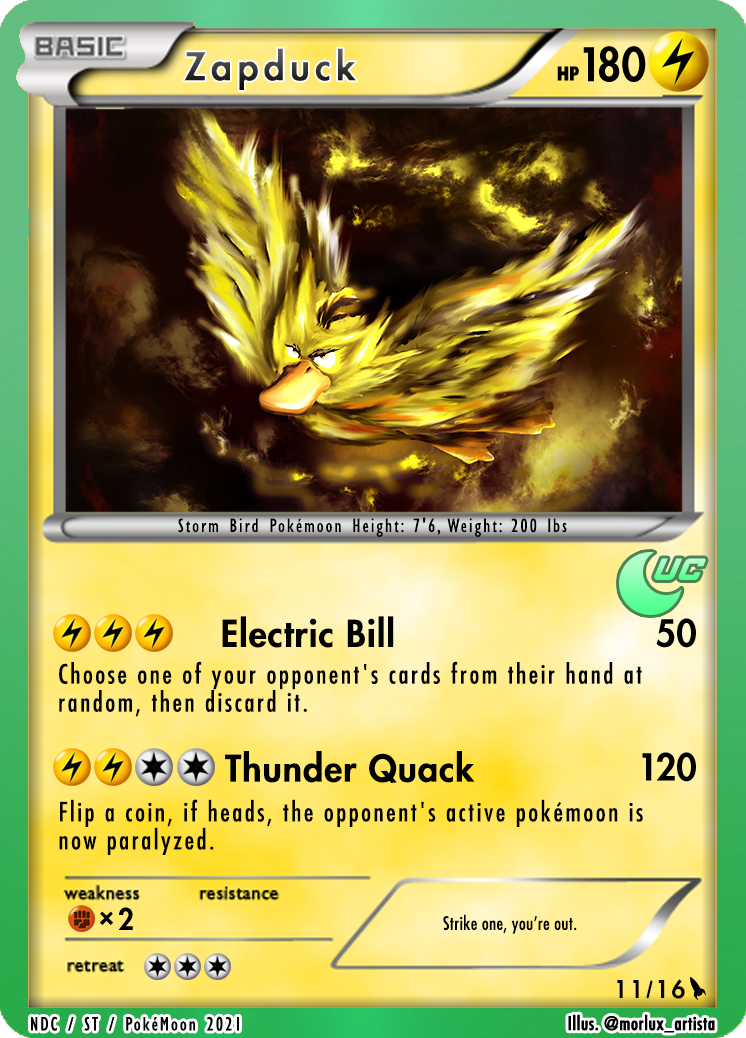 BASIC
Zapduck
HP 180
Storm Bird Pokémoon Height: 7'6, Weight: 200 lbs
UC
Electric Bill 50
Choose one of your opponent's cards from their hand at
random, then discard it.
Thunder Quack 120
Flip a coin, if heads, the opponent's active pokémoon is
now paralyzed.
weakness resistance
×2
Strike one, you're out.
retreat
11/16
NDC / ST / PokéMoon 2021 Illus. @morlux_artista